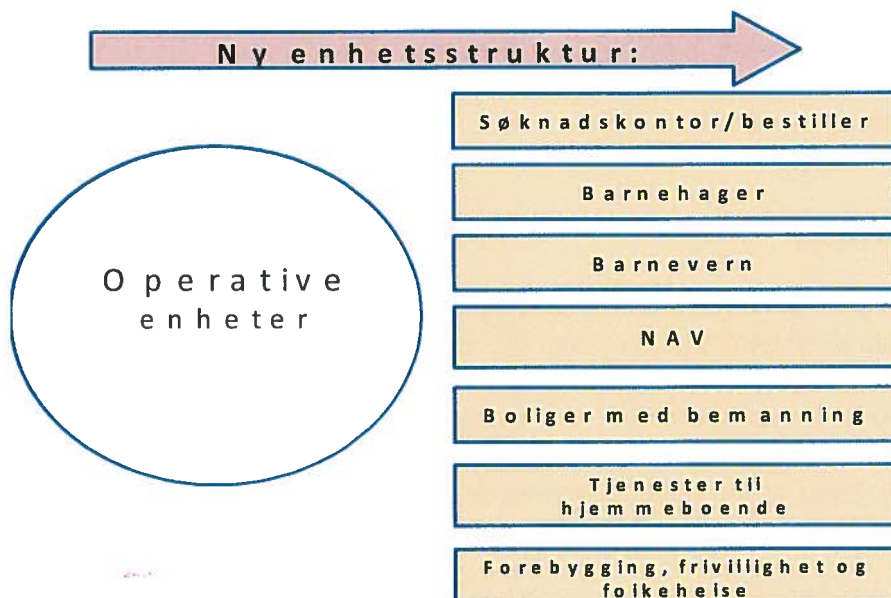 Ny enhetsstruktur:
Operative
enheter
Søknadskontor/bestiller
Barnehager
Barnevern
NAV
Boliger med bemanning
Tjenester til
hjemmeboende
Forebygging, frivillighet og
folkehelse